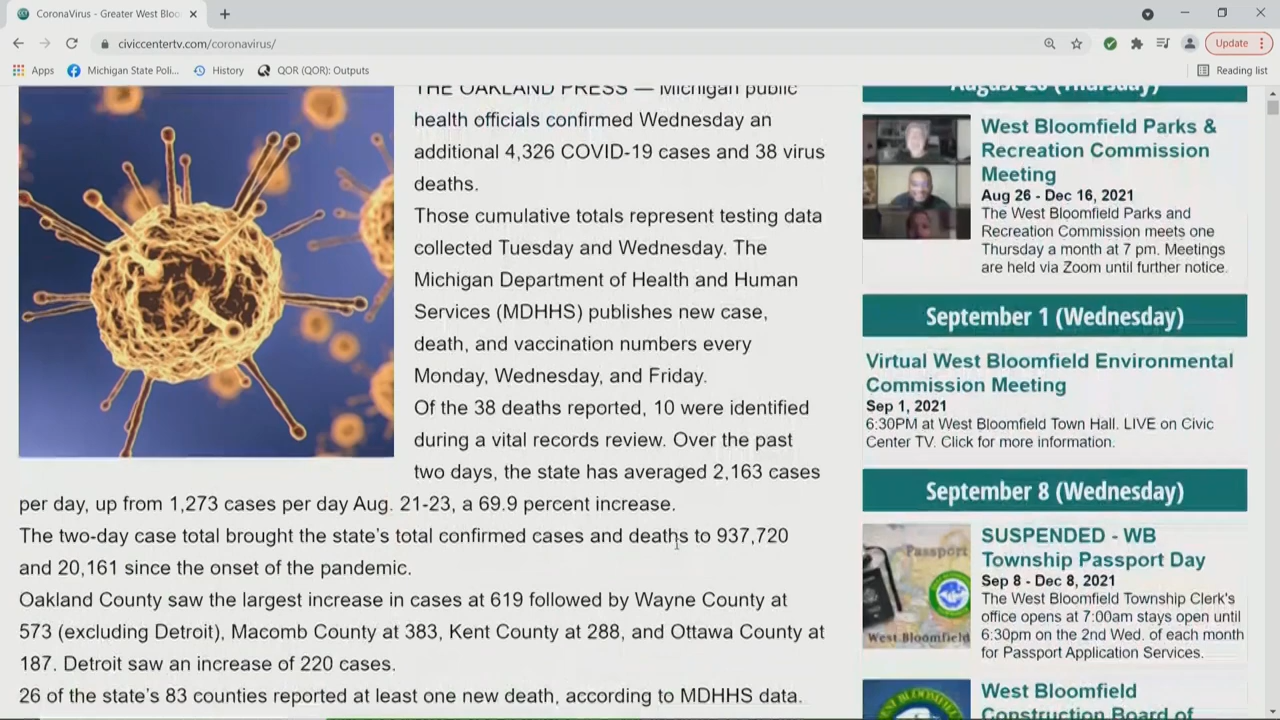 CoronaVirus - Greater West Bloo
civiccentertv.com/coronavirus/
Update
Apps
Michigan State Poli...
History
QOR (QOR): Outputs
Reading list
THE OAKLAND PRESS — Michigan public
health officials confirmed Wednesday an
additional 4,326 COVID-19 cases and 38 virus
deaths.
Those cumulative totals represent testing data
collected Tuesday and Wednesday. The
Michigan Department of Health and Human
Services (MDHHS) publishes new case,
death, and vaccination numbers every
Monday, Wednesday, and Friday.
Of the 38 deaths reported, 10 were identified
during a vital records review. Over the past
two days, the state has averaged 2,163 cases
per day, up from 1,273 cases per day Aug. 21-23, a 69.9 percent increase.
The two-day case total brought the state's total confirmed cases and deaths to 937,720
and 20,161 since the onset of the pandemic.
Oakland County saw the largest increase in cases at 619 followed by Wayne County at
573 (excluding Detroit), Macomb County at 383, Kent County at 288, and Ottawa County at
187. Detroit saw an increase of 220 cases.
26 of the state's 83 counties reported at least one new death, according to MDHHS data.
August 26 (Thursday)
West Bloomfield Parks &
Recreation Commission
Meeting
Aug 26 - Dec 16, 2021
The West Bloomfield Parks and
Recreation Commission meets one
Thursday a month at 7 pm. Meetings
are held via Zoom until further notice.
September 1 (Wednesday)
Virtual West Bloomfield Environmental
Commission Meeting
Sep 1, 2021
6:30PM at West Bloomfield Town Hall. LIVE on Civic
Center TV. Click for more information.
September 8 (Wednesday)
Passport
West Bloomfield
SUSPENDED - WB
Township Passport Day
Sep 8 - Dec 8, 2021
The West Bloomfield Township Clerk's
office opens at 7:00am stays open until
6:30pm on the 2nd Wed. of each month
for Passport Application Services.
West Bloomfield
Construction Board of